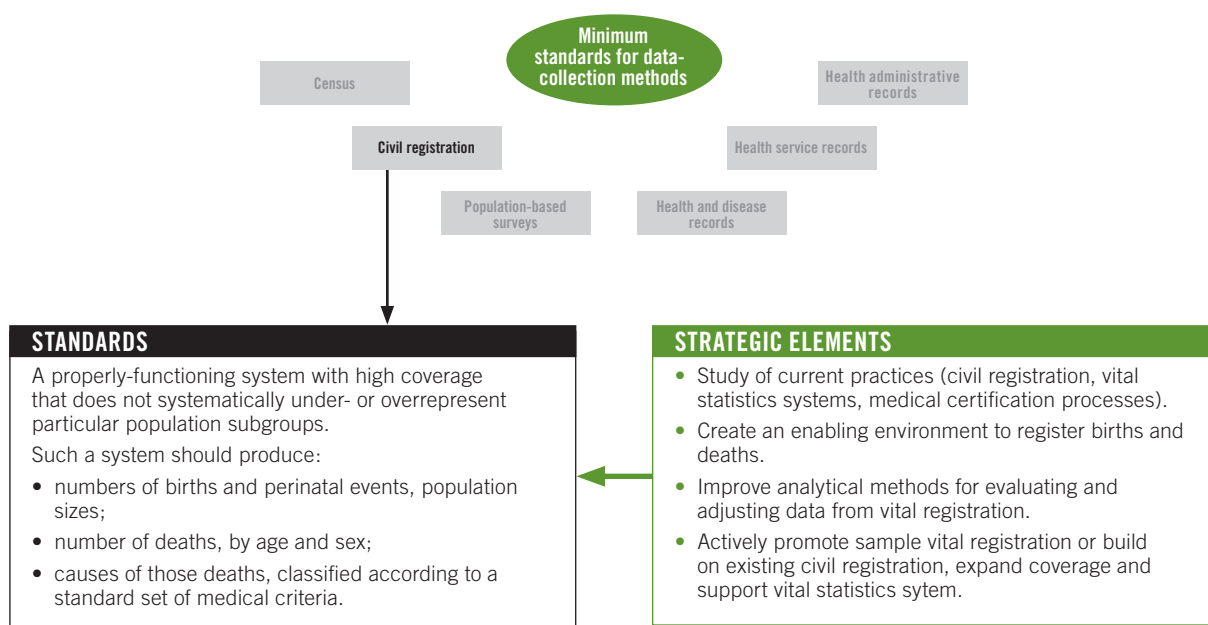 Minimum
standards for data-
collection methods
Census
Health administrative
records
Civil registration
Health service records
Population-based
surveys
Health and disease
records
STANDARDS
A properly-functioning system with high coverage
that does not systematically under- or overrepresent
particular population subgroups.
Such a system should produce:
• numbers of births and perinatal events, population
sizes;
• number of deaths, by age and sex;
• causes of those deaths, classified according to a
standard set of medical criteria.
STRATEGIC ELEMENTS
• Study of current practices (civil registration, vital
statistics systems, medical certification processes).
• Create an enabling environment to register births and
deaths.
• Improve analytical methods for evaluating and
adjusting data from vital registration.
• Actively promote sample vital registration or build
on existing civil registration, expand coverage and
support vital statistics sytem.